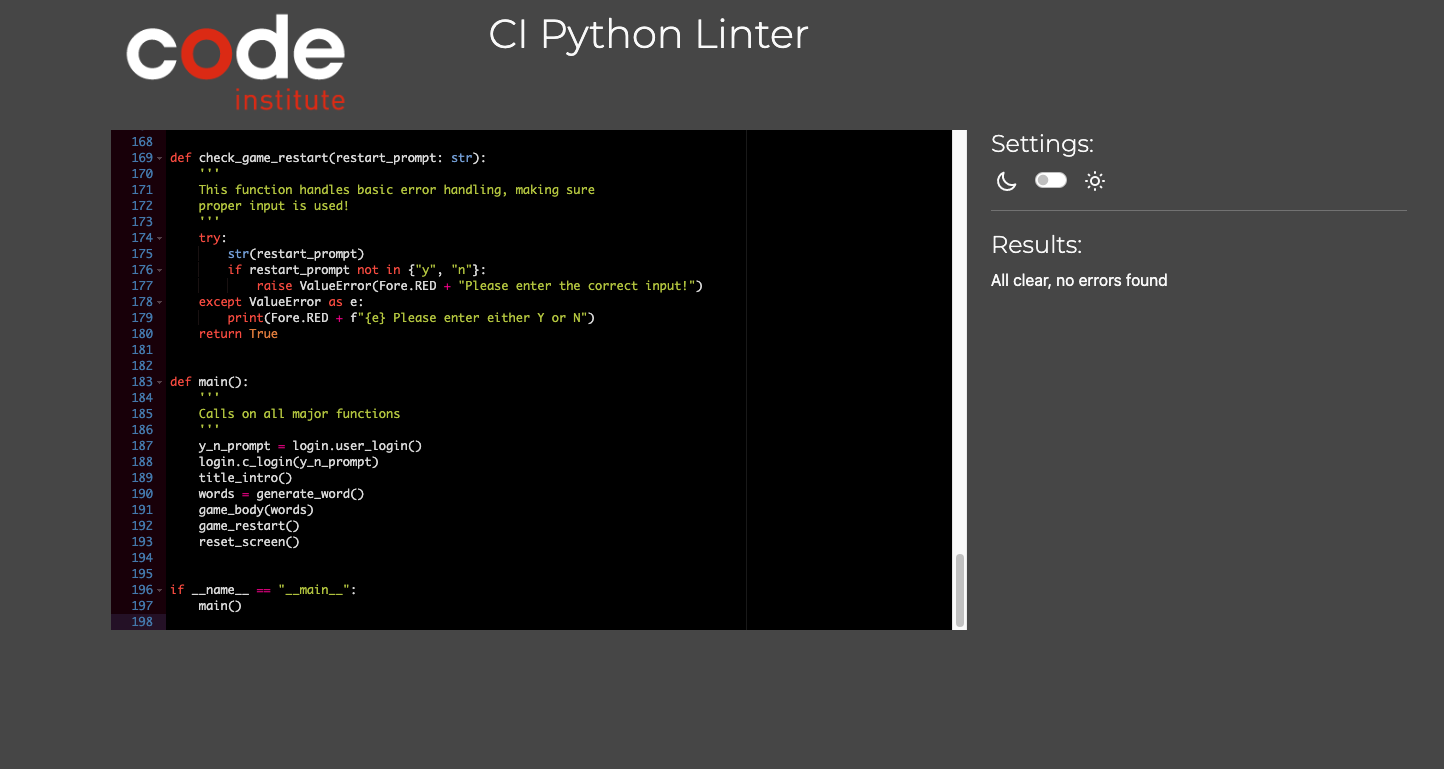 code
institute
CI Python Linter
168
169 def check_game_restart(restart_prompt: str):
170     '''
171     This function handles basic error handling, making sure
172     proper input is used!
173     '''
174     try:
175         str(restart_prompt)
176         if restart_prompt not in {"y", "n"}:
177             raise ValueError(Fore.RED + "Please enter the correct input!")
178     except ValueError as e:
179         print(Fore.RED + f"{e} Please enter either Y or N")
180     return True
181
182
183 def main():
184     '''
185     Calls on all major functions
186     '''
187     y_n_prompt = login.user_login()
188     login.c_login(y_n_prompt)
189     title_intro()
190     words = generate_word()
191     game_body(words)
192     game_restart()
193     reset_screen()
194
195
196 if __name__ == "__main__":
197     main()
198
Settings:
Results:
All clear, no errors found